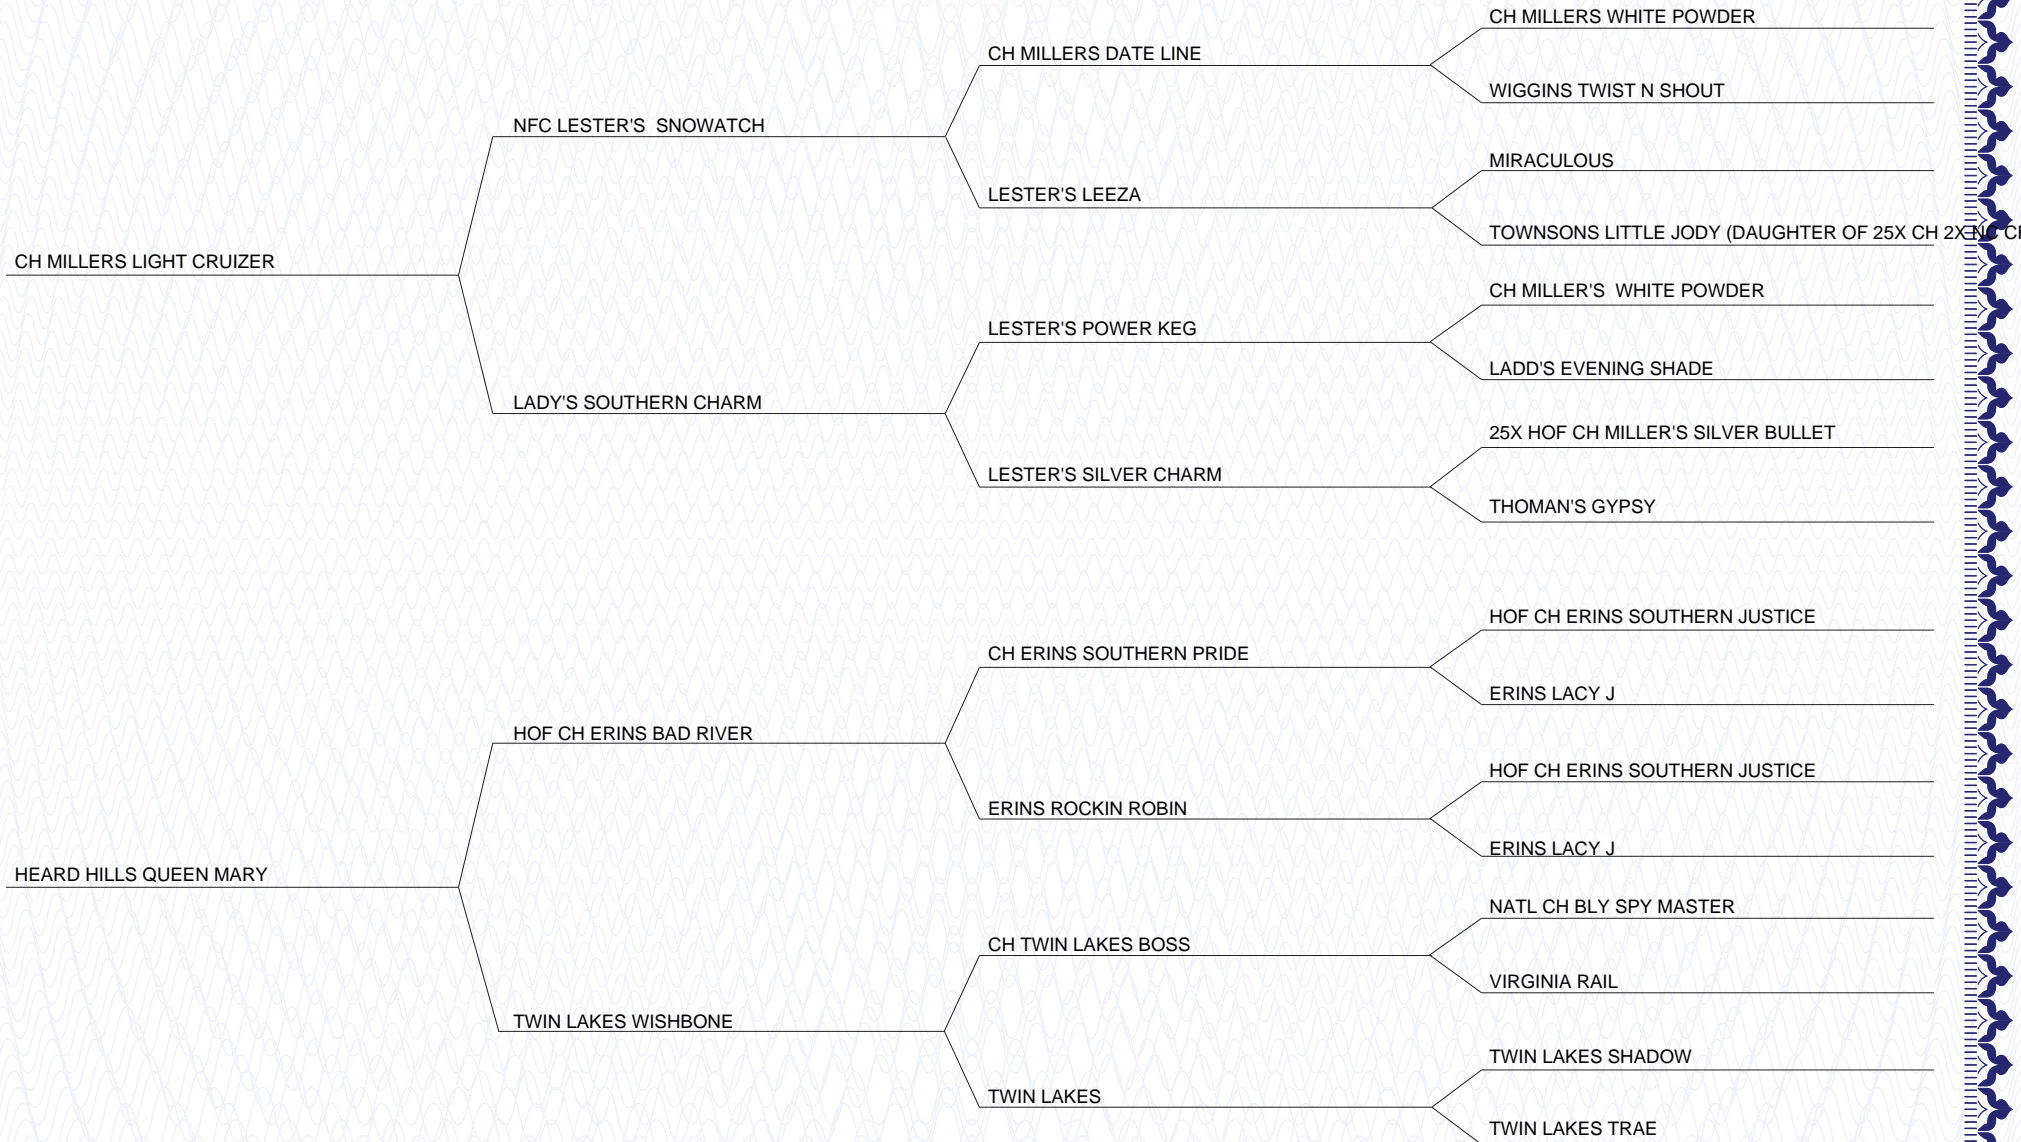 CH MILLERS WHITE POWDER
CH MILLERS DATE LINE
WIGGINS TWIST N SHOUT
NFC LESTER'S  SNOWATCH
MIRACULOUS
LESTER'S LEEZA
TOWNSONS LITTLE JODY (DAUGHTER OF 25X CH 2X NC
CH MILLERS LIGHT CRUIZER
CH MILLER'S  WHITE POWDER
LESTER'S POWER KEG
LADD'S EVENING SHADE
LADY'S SOUTHERN CHARM
25X HOF CH MILLER'S SILVER BULLET
LESTER'S SILVER CHARM
THOMAN'S GYPSY
HOF CH ERINS SOUTHERN JUSTICE
CH ERINS SOUTHERN PRIDE
ERINS LACY J
HOF CH ERINS BAD RIVER
HOF CH ERINS SOUTHERN JUSTICE
ERINS ROCKIN ROBIN
ERINS LACY J
HEARD HILLS QUEEN MARY
NATL CH BLY SPY MASTER
CH TWIN LAKES BOSS
VIRGINIA RAIL
TWIN LAKES WISHBONE
TWIN LAKES SHADOW
TWIN LAKES
TWIN LAKES TRAE